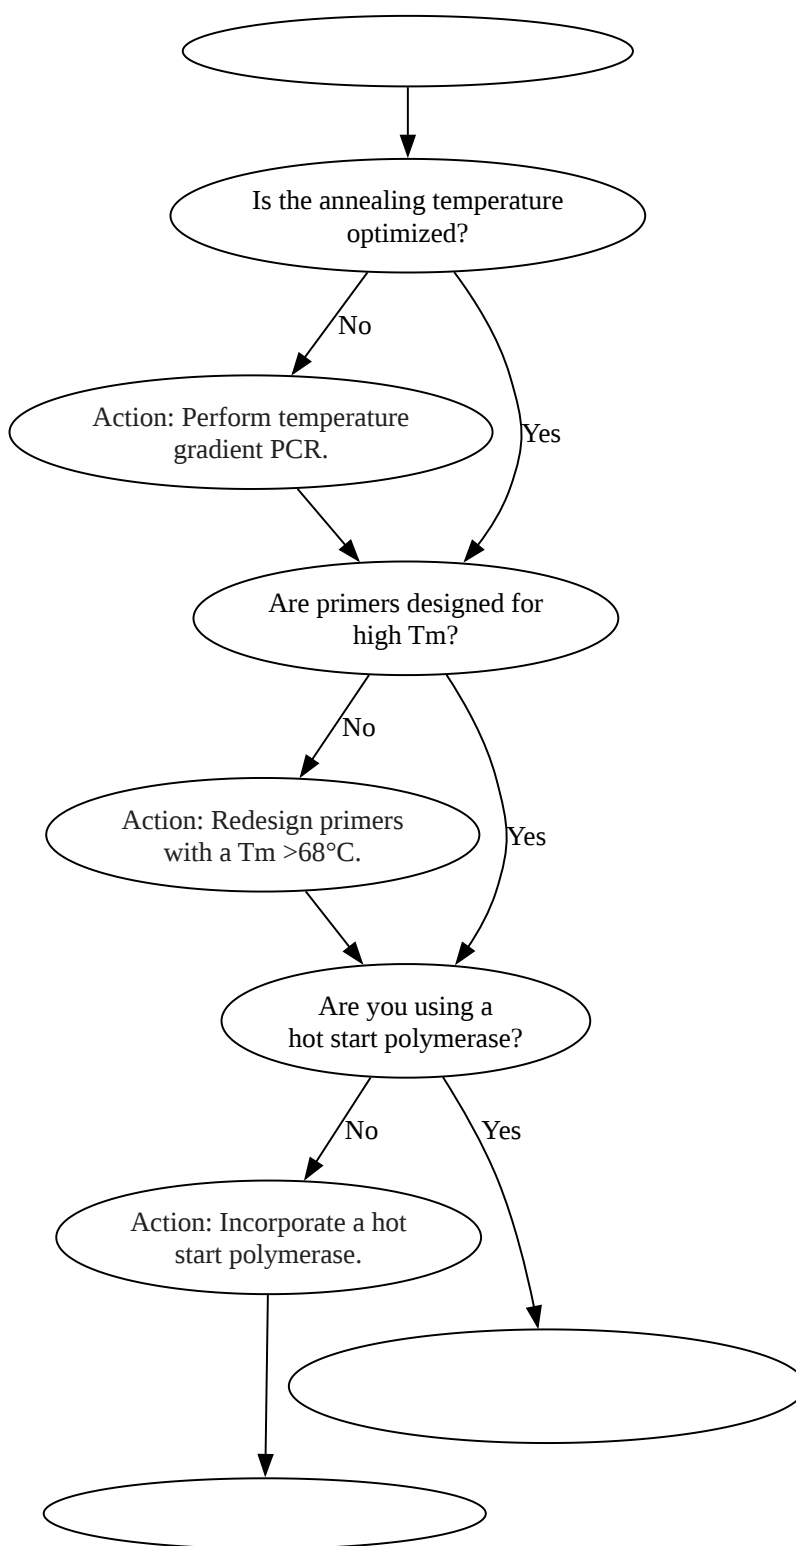 Is the annealing temperature
optimized?
No
Action: Perform temperature
gradient PCR.
Yes
Are primers designed for
high Tm?
No
Action: Redesign primers
with a Tm >68°C.
Yes
Are you using a
hot start polymerase?
No
Yes
Action: Incorporate a hot
start polymerase.